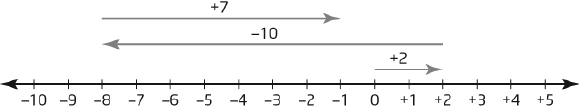 +7
–10
+2
–10 –9 –8 –7 –6 –5 –4 –3 –2 –1 0 +1 +2 +3 +4 +5